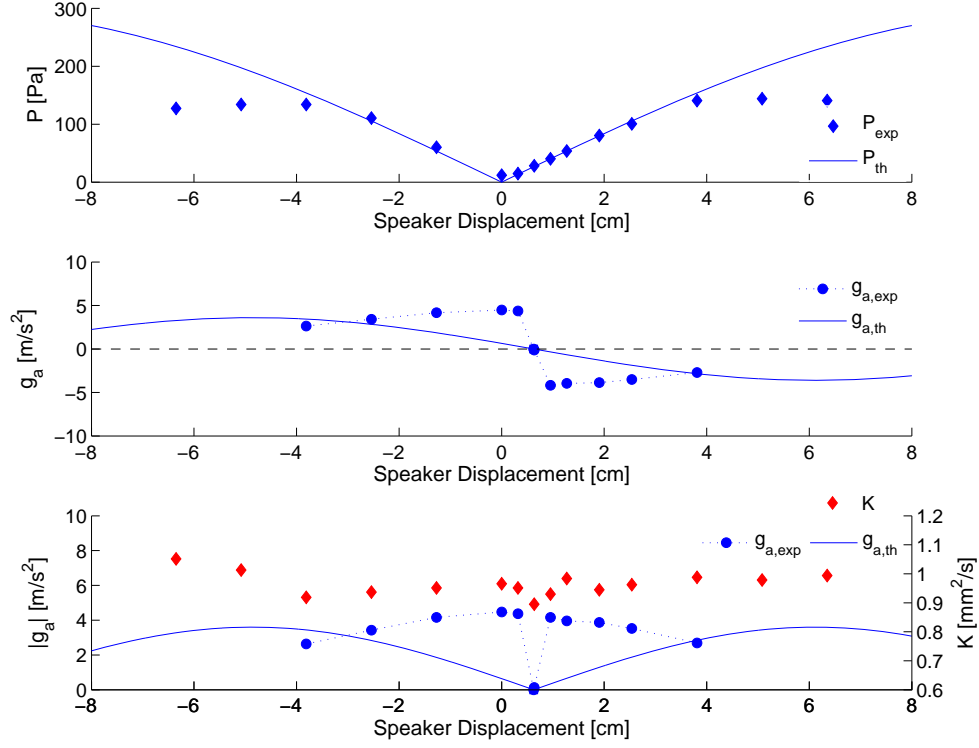 300
200
100
0
P [Pa]
P_exp
P_th
−8 −6 −4 −2 0 2 4 6 8
Speaker Displacement [cm]
10
5
0
−5
−10
g_a [m/s²]
g_a,exp
g_a,th
−8 −6 −4 −2 0 2 4 6 8
Speaker Displacement [cm]
10
8
6
4
2
0
|g_a| [m/s²]
K
g_a,exp g_a,th
1.2
1.1
1
0.9
0.8
0.7
0.6
K [mm²/s]
−8 −6 −4 −2 0 2 4 6 8
Speaker Displacement [cm]